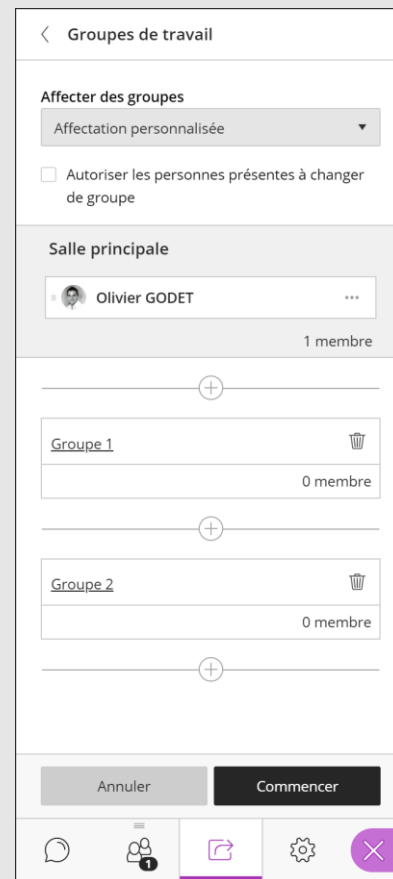 Groupes de travail
Affecter des groupes
Affectation personnalisée
Autoriser les personnes présentes à changer
de groupe
Salle principale
Olivier GODET
1 membre
Groupe 1
0 membre
Groupe 2
0 membre
Annuler
Commencer
1